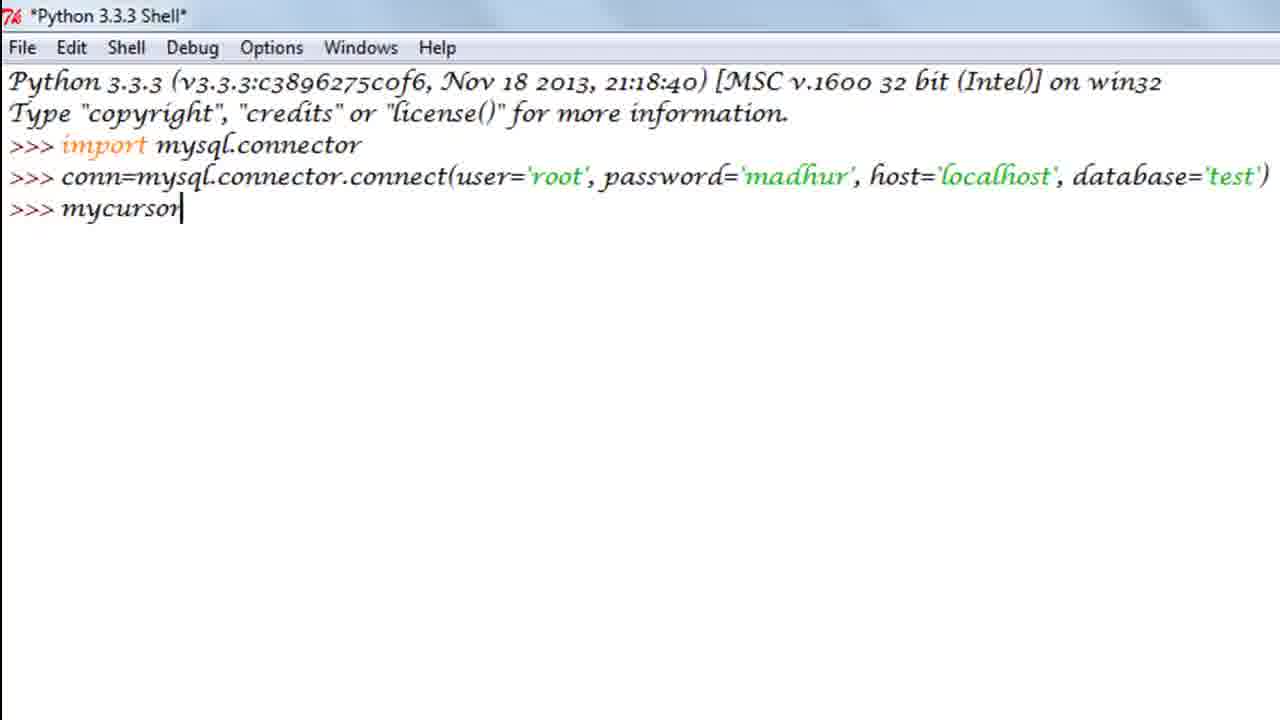 *Python 3.3.3 Shell*
File Edit Shell Debug Options Windows Help
Python 3.3.3 (v3.3.3:c3896275c0f6, Nov 18 2013, 21:18:40) [MSC v.1600 32 bit (Intel)] on win32
Type "copyright", "credits" or "license()" for more information.
>>> import mysql.connector
>>> conn=mysql.connector.connect(user='root', password='madhur', host='localhost', database='test')
>>> mycursor